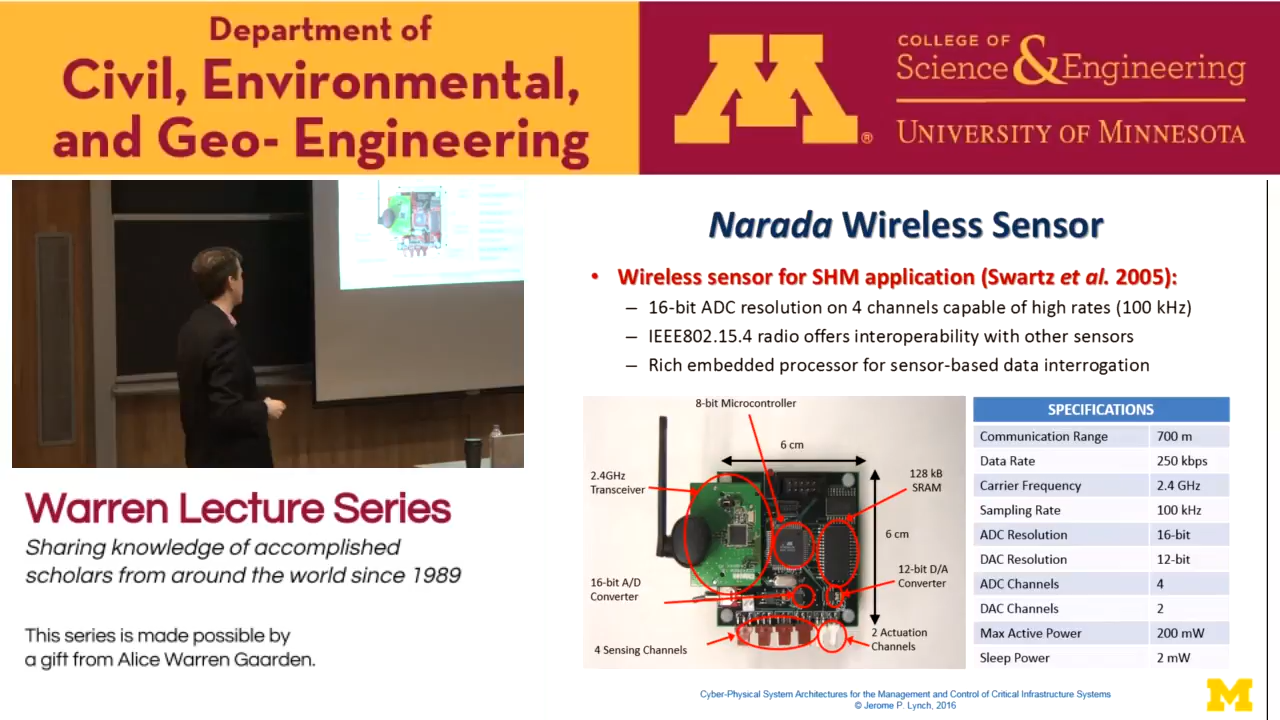 Department of
Civil, Environmental,
and Geo- Engineering
M®
COLLEGE OF
Science & Engineering
UNIVERSITY OF MINNESOTA
Warren Lecture Series
Sharing knowledge of accomplished
scholars from around the world since 1989
This series is made possible by
a gift from Alice Warren Gaarden.
Narada Wireless Sensor
• Wireless sensor for SHM application (Swartz et al. 2005):
– 16-bit ADC resolution on 4 channels capable of high rates (100 kHz)
– IEEE802.15.4 radio offers interoperability with other sensors
– Rich embedded processor for sensor-based data interrogation
8-bit Microcontroller
6 cm
2.4GHz
Transceiver
128 kB
SRAM
6 cm
16-bit A/D
Converter
12-bit D/A
Converter
4 Sensing Channels
2 Actuation
Channels
SPECIFICATIONS
Communication Range 700 m
Data Rate 250 kbps
Carrier Frequency 2.4 GHz
Sampling Rate 100 kHz
ADC Resolution 16-bit
DAC Resolution 12-bit
ADC Channels 4
DAC Channels 2
Max Active Power 200 mW
Sleep Power 2 mW
Cyber-Physical System Architectures for the Management and Control of Critical Infrastructure Systems
© Jerome P. Lynch, 2016
M